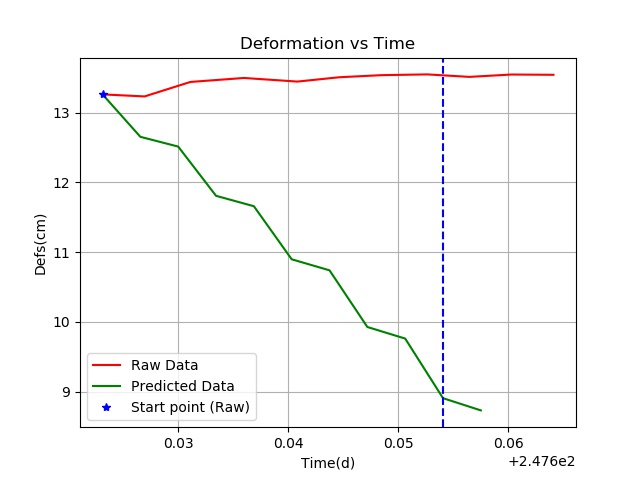 Deformation vs Time
Defs(cm)
13
12
11
10
9
Raw Data
Predicted Data
Start point (Raw)
0.03 0.04 0.05 0.06
Time(d)
+2.476e2